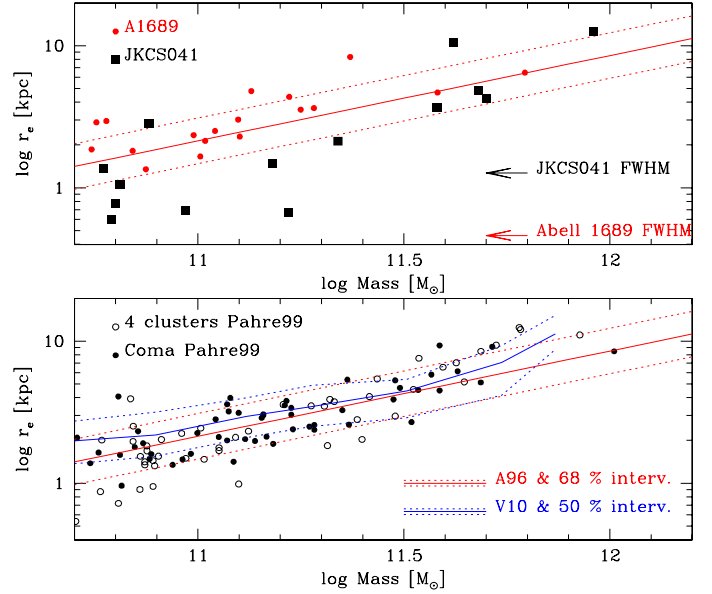 A1689
JKCS041
10
1
log r_e [kpc]
JKCS041 FWHM
Abell 1689 FWHM
11
11.5
12
log Mass [M_☉]
4 clusters Pahre99
Coma Pahre99
10
1
log r_e [kpc]
A96 & 68 % interv.
V10 & 50 % interv.
11
11.5
12
log Mass [M_☉]